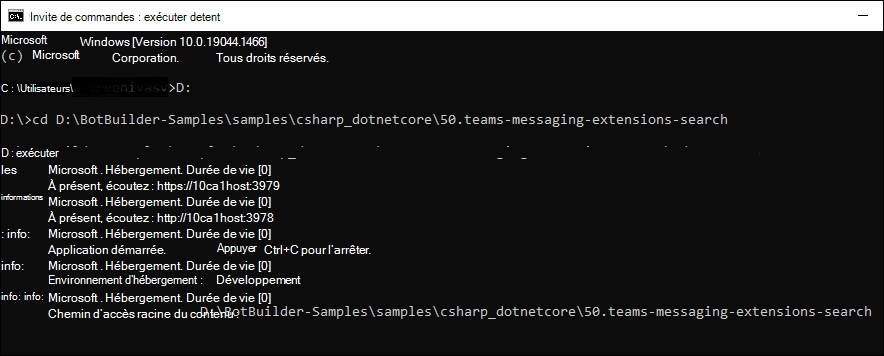 Invite de commandes : exécuter detent
Microsoft Windows [Version 10.0.19044.1466]
(c) Microsoft Corporation. Tous droits réservés.
C : \Utilisateurs\ >D:
D:\>cd D:\BotBuilder-Samples\samples\csharp_dotnetcore\50.teams-messaging-extensions-search
D : exécuter
les Microsoft . Hébergement. Durée de vie [0]
À présent, écoutez : https://10ca1host:3979
informations Microsoft . Hébergement. Durée de vie [0]
À présent, écoutez : http://10ca1host:3978
: info: Microsoft . Hébergement. Durée de vie [0]
Application démarrée. Appuyer Ctrl+C pour l'arrêter.
info: Microsoft . Hébergement. Durée de vie [0]
Environnement d'hébergement : Développement
info: info: Microsoft . Hébergement. Durée de vie [0]
Chemin d'accès racine du contenu : D:\BotBuilder-Samples\samples\csharp_dotnetcore\50.teams-messaging-extensions-search